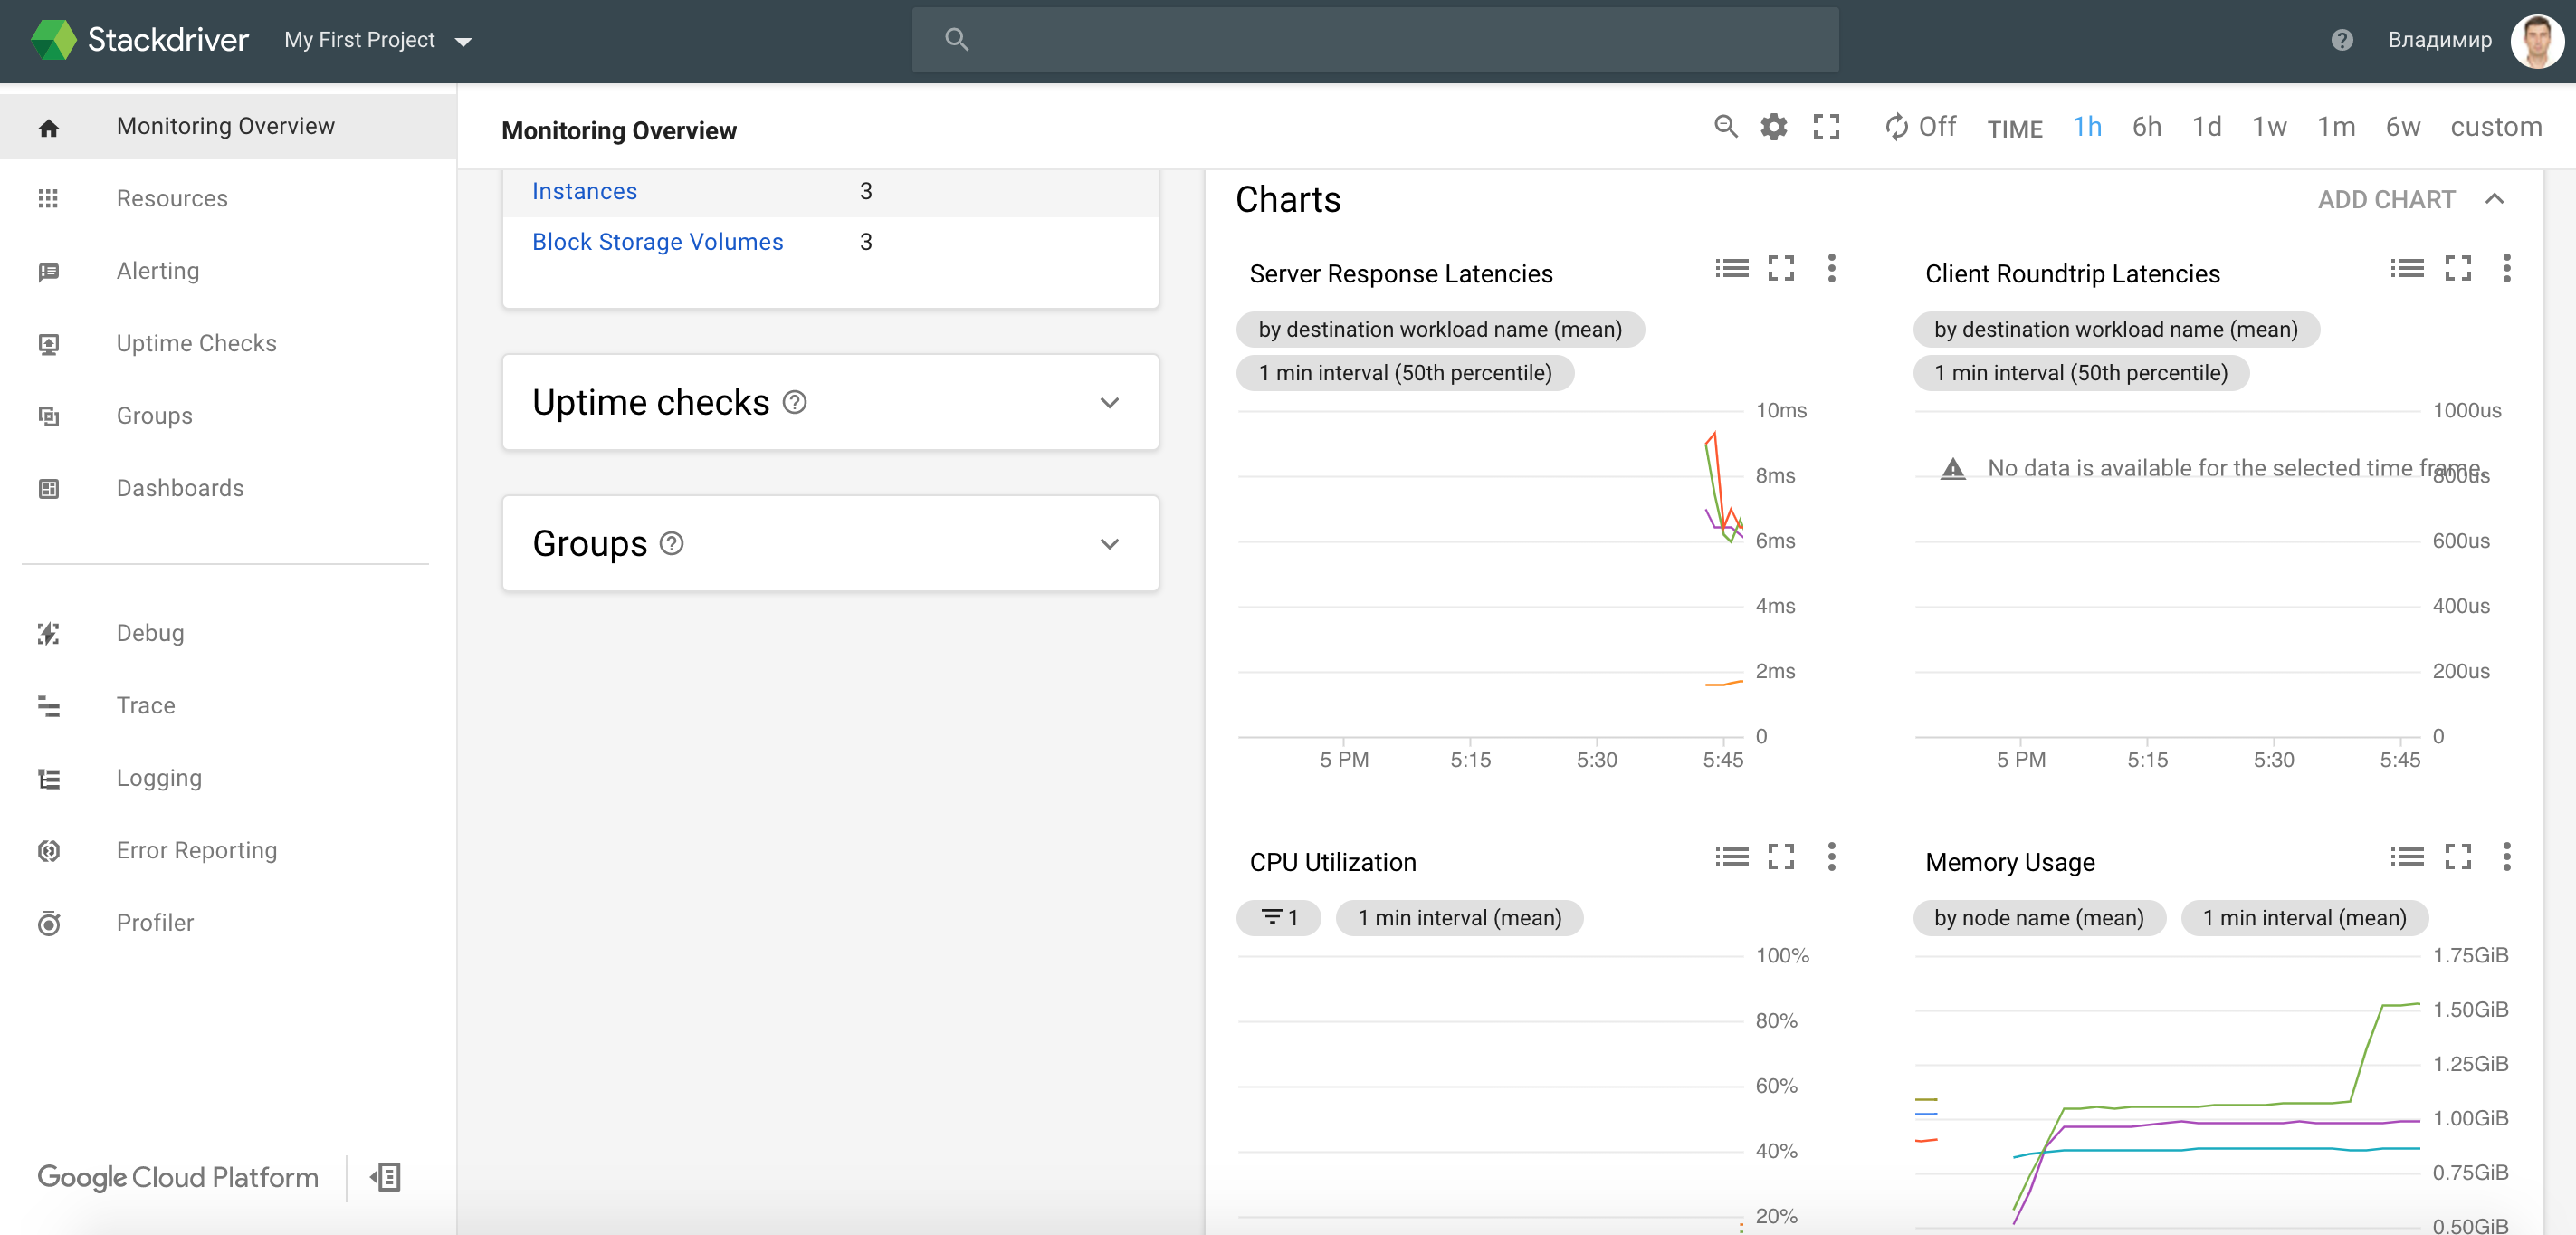 Stackdriver My First Project
Владимир
Monitoring Overview
Resources
Alerting
Uptime Checks
Groups
Dashboards
Debug
Trace
Logging
Error Reporting
Profiler
Google Cloud Platform
Monitoring Overview
Off TIME 1h 6h 1d 1w 1m 6w custom
Instances 3
Block Storage Volumes 3
Uptime checks
Groups
Charts
ADD CHART
Server Response Latencies
by destination workload name (mean)
1 min interval (50th percentile)
10ms
8ms
6ms
4ms
2ms
0
5 PM 5:15 5:30 5:45
Client Roundtrip Latencies
by destination workload name (mean)
1 min interval (50th percentile)
1000us
No data is available for the selected time frame.
800us
600us
400us
200us
0
5 PM 5:15 5:30 5:45
CPU Utilization
1 1 min interval (mean)
100%
80%
60%
40%
20%
Memory Usage
by node name (mean) 1 min interval (mean)
1.75GiB
1.50GiB
1.25GiB
1.00GiB
0.75GiB
0.50GiB